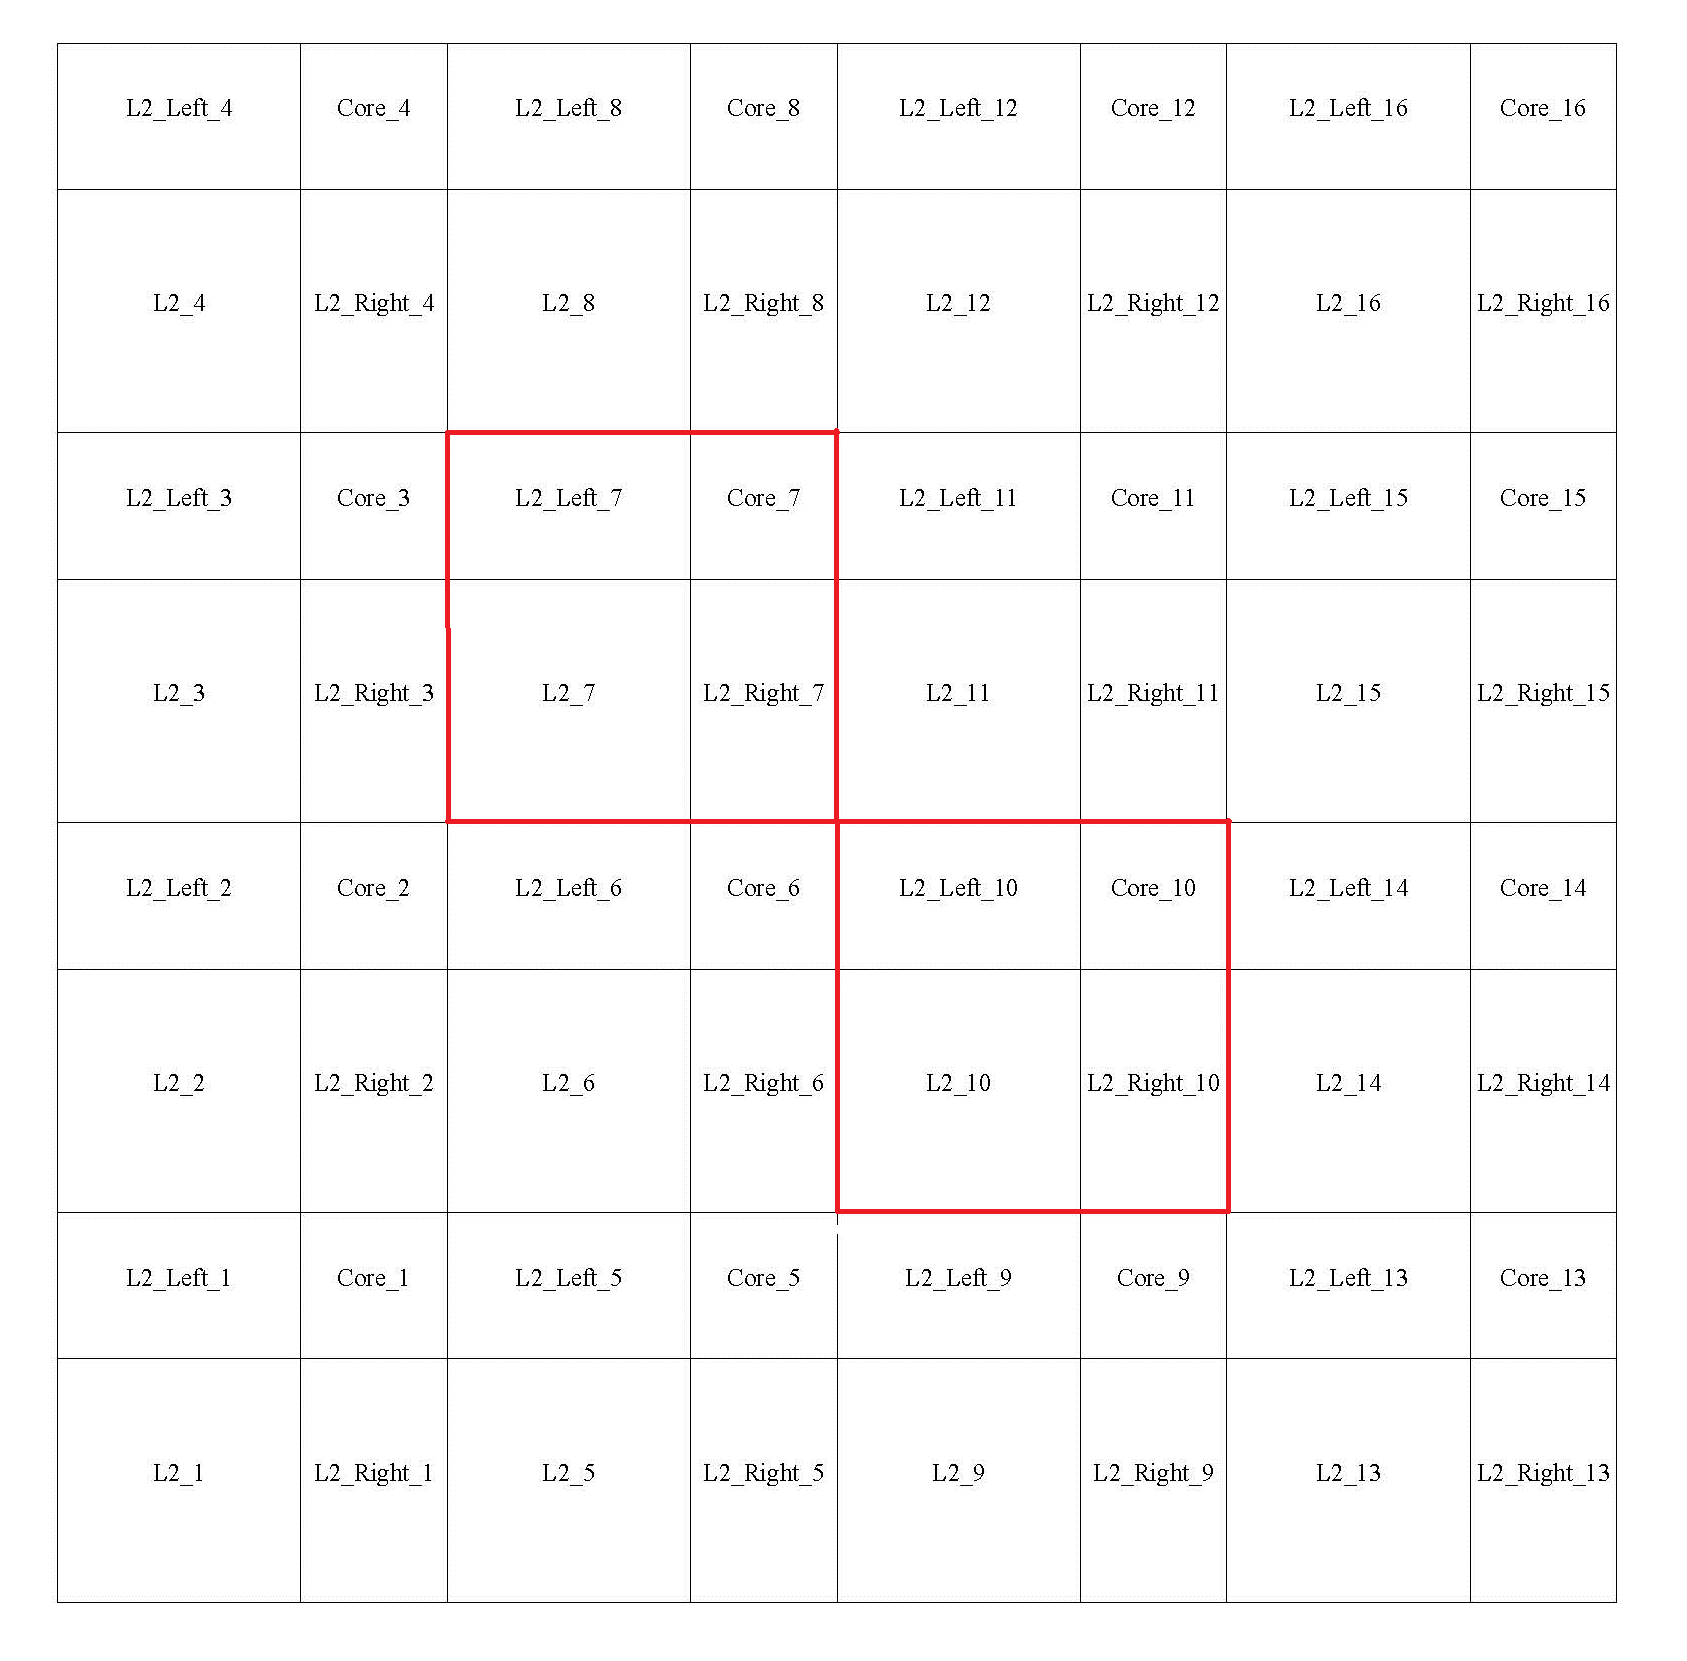 L2_Left_4 Core_4 L2_Left_8 Core_8 L2_Left_12 Core_12 L2_Left_16 Core_16
L2_4 L2_Right_4 L2_8 L2_Right_8 L2_12 L2_Right_12 L2_16 L2_Right_16
L2_Left_3 Core_3 L2_Left_7 Core_7 L2_Left_11 Core_11 L2_Left_15 Core_15
L2_3 L2_Right_3 L2_7 L2_Right_7 L2_11 L2_Right_11 L2_15 L2_Right_15
L2_Left_2 Core_2 L2_Left_6 Core_6 L2_Left_10 Core_10 L2_Left_14 Core_14
L2_2 L2_Right_2 L2_6 L2_Right_6 L2_10 L2_Right_10 L2_14 L2_Right_14
L2_Left_1 Core_1 L2_Left_5 Core_5 L2_Left_9 Core_9 L2_Left_13 Core_13
L2_1 L2_Right_1 L2_5 L2_Right_5 L2_9 L2_Right_9 L2_13 L2_Right_13